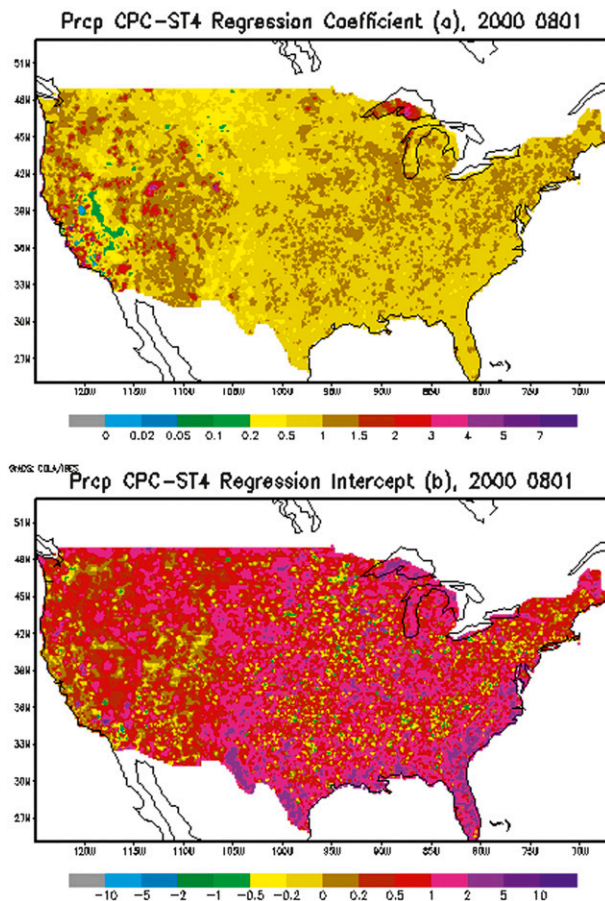 Prcp CPC-ST4 Regression Coefficient (a), 2000 0801
51N
48N
45N
42N
39N
36N
33N
30N
27N
120W 115W 110W 105W 100W 95W 90W 85W 80W 75W 70W
0 0.02 0.05 0.1 0.2 0.5 1 1.5 2 3 4 5 7
GrADS: COLA/IGES
Prcp CPC-ST4 Regression Intercept (b), 2000 0801
51N
48N
45N
42N
39N
36N
33N
30N
27N
120W 115W 110W 105W 100W 95W 90W 85W 80W 75W 70W
-10 -5 -2 -1 -0.5 -0.2 0 0.2 0.5 1 2 5 10